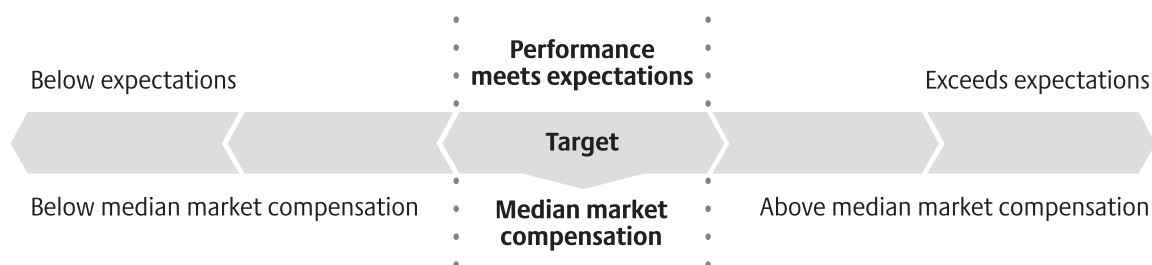 Performance
meets expectations
Below expectations
Exceeds expectations
Target
Below median market compensation
Median market
compensation
Above median market compensation